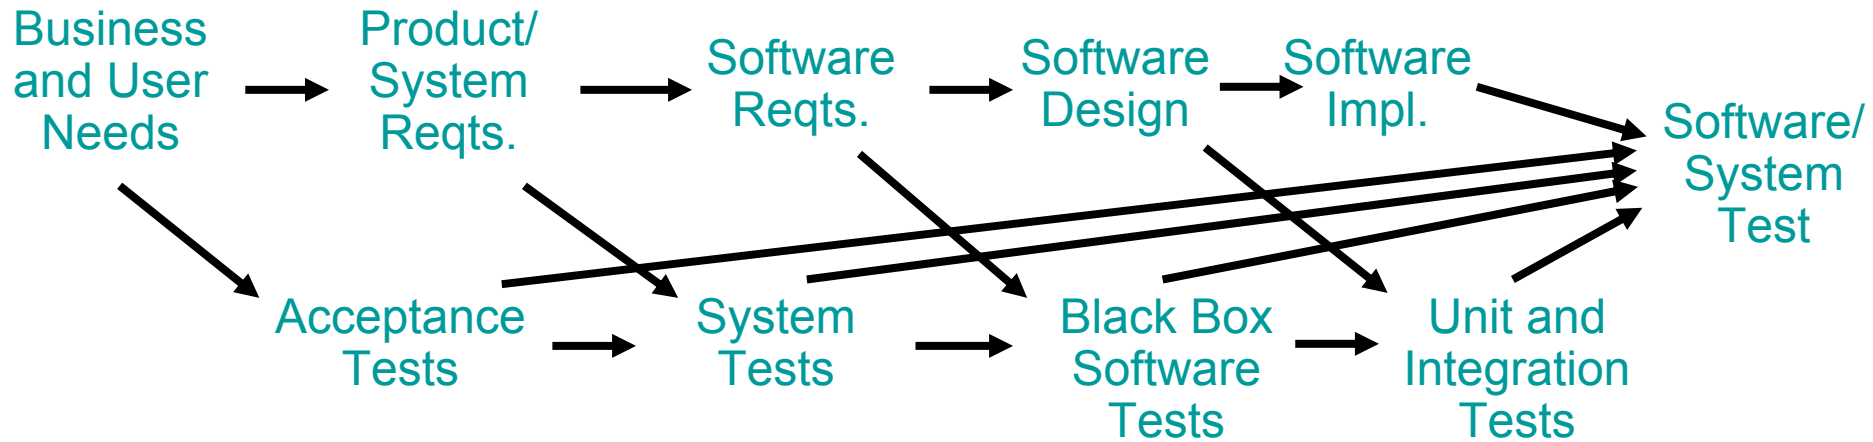 Business
and User
Needs
Product/
System
Reqts.
Software
Reqts.
Software
Design
Software
Impl.
Software/
System
Test
Acceptance
Tests
System
Tests
Black Box
Software
Tests
Unit and
Integration
Tests